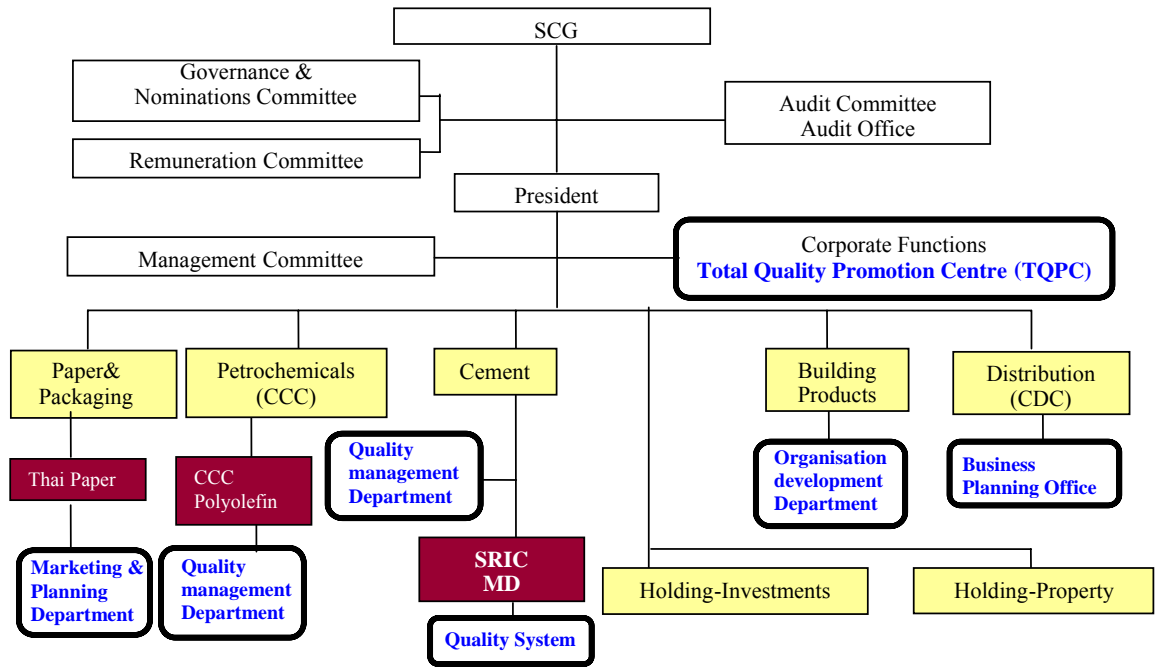 SCG
Governance &
Nominations Committee
Audit Committee
Audit Office
Remuneration Committee
President
Management Committee
Corporate Functions
Total Quality Promotion Centre (TQPC)
Paper&
Packaging
Petrochemicals
(CCC)
Cement
Building
Products
Distribution
(CDC)
Thai Paper
CCC
Polyolefin
Quality
management
Department
Organisation
development
Department
Business
Planning Office
Marketing &
Planning
Department
Quality
management
Department
SRIC
MD
Holding-Investments
Holding-Property
Quality System